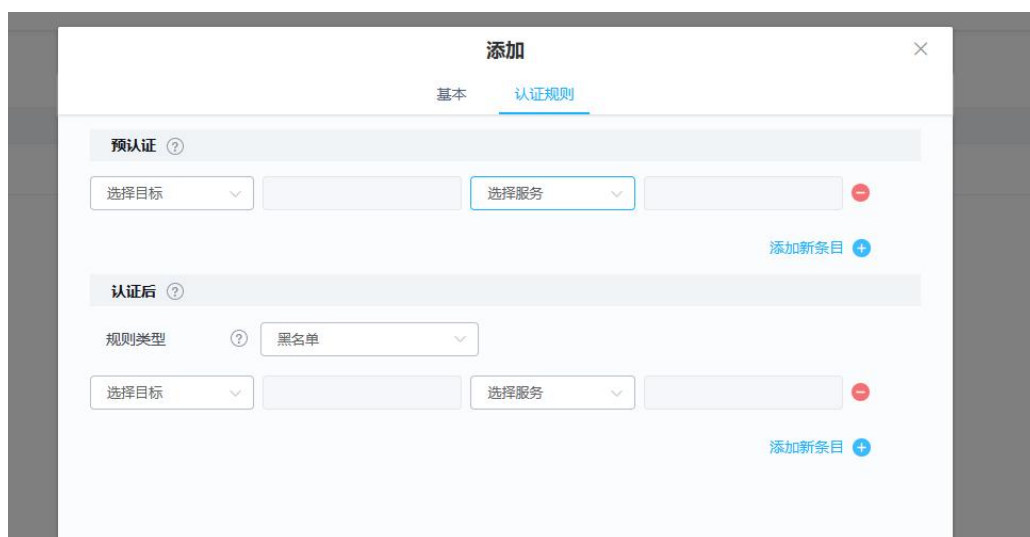 添加
基本 认证规则
预认证 ?
选择目标 选择服务
添加新条目
认证后 ?
规则类型 ? 黑名单
选择目标 选择服务
添加新条目